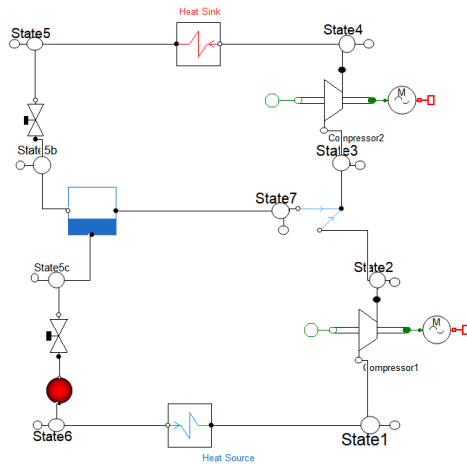 Heat Sink
State5
State4
M
Compressor2
State5b
State3
State7
State5c
State2
M
Compressor1
State6
State1
Heat Source